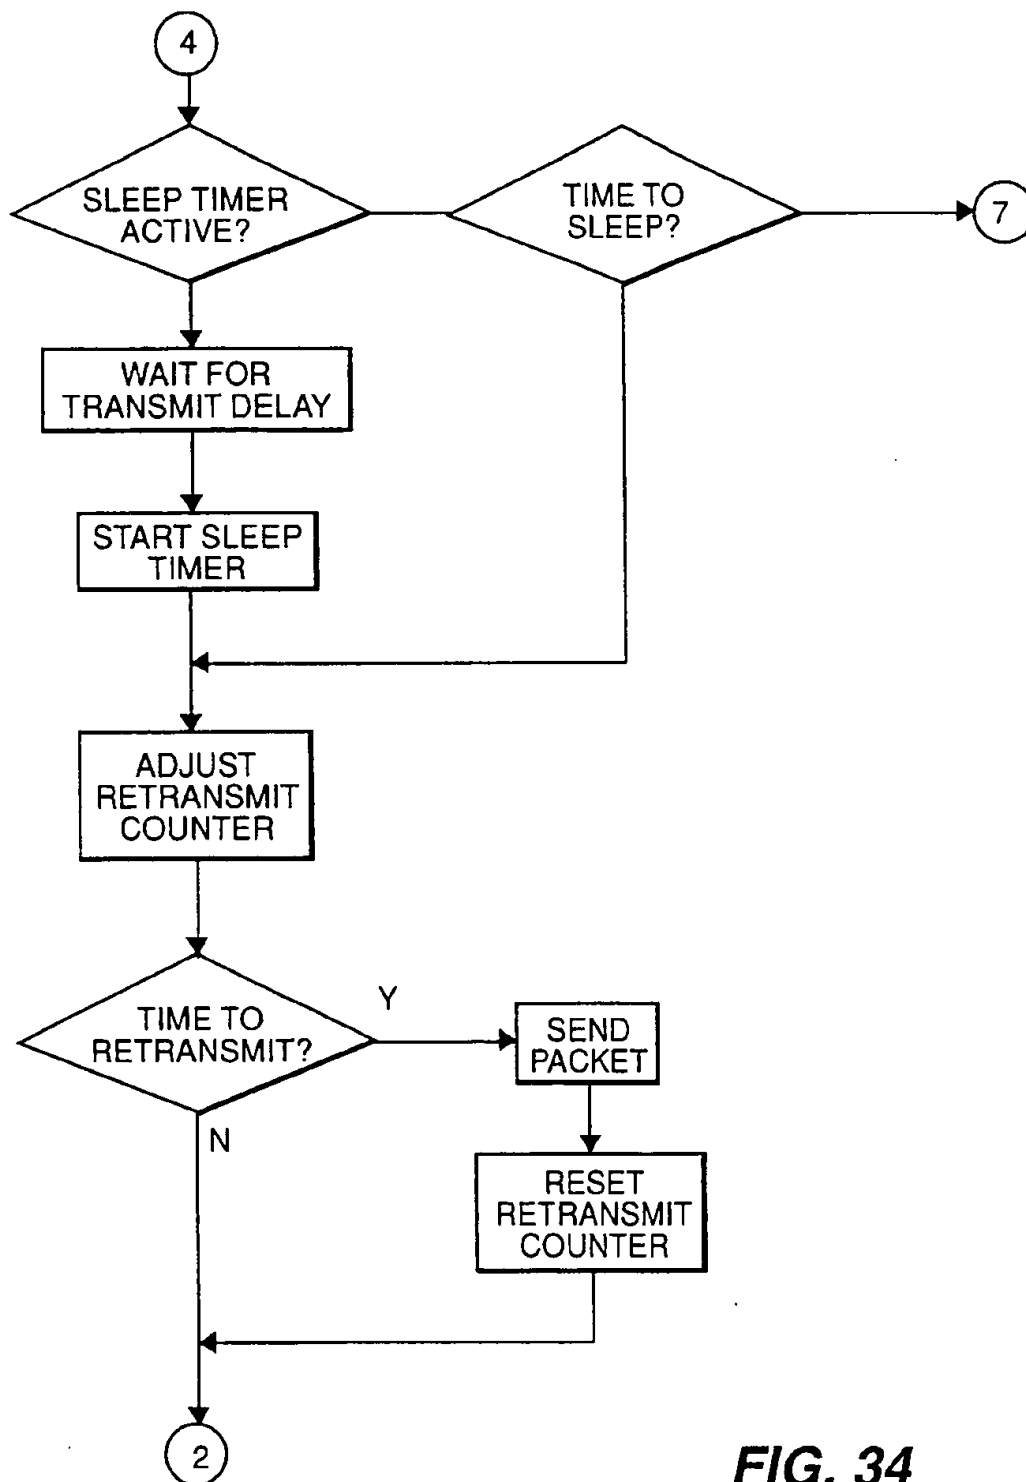 4
SLEEP TIMER
ACTIVE?
TIME TO
SLEEP?
7
WAIT FOR
TRANSMIT DELAY
START SLEEP
TIMER
ADJUST
RETRANSMIT
COUNTER
TIME TO
RETRANSMIT?
Y
SEND
PACKET
N
RESET
RETRANSMIT
COUNTER
2
FIG. 34